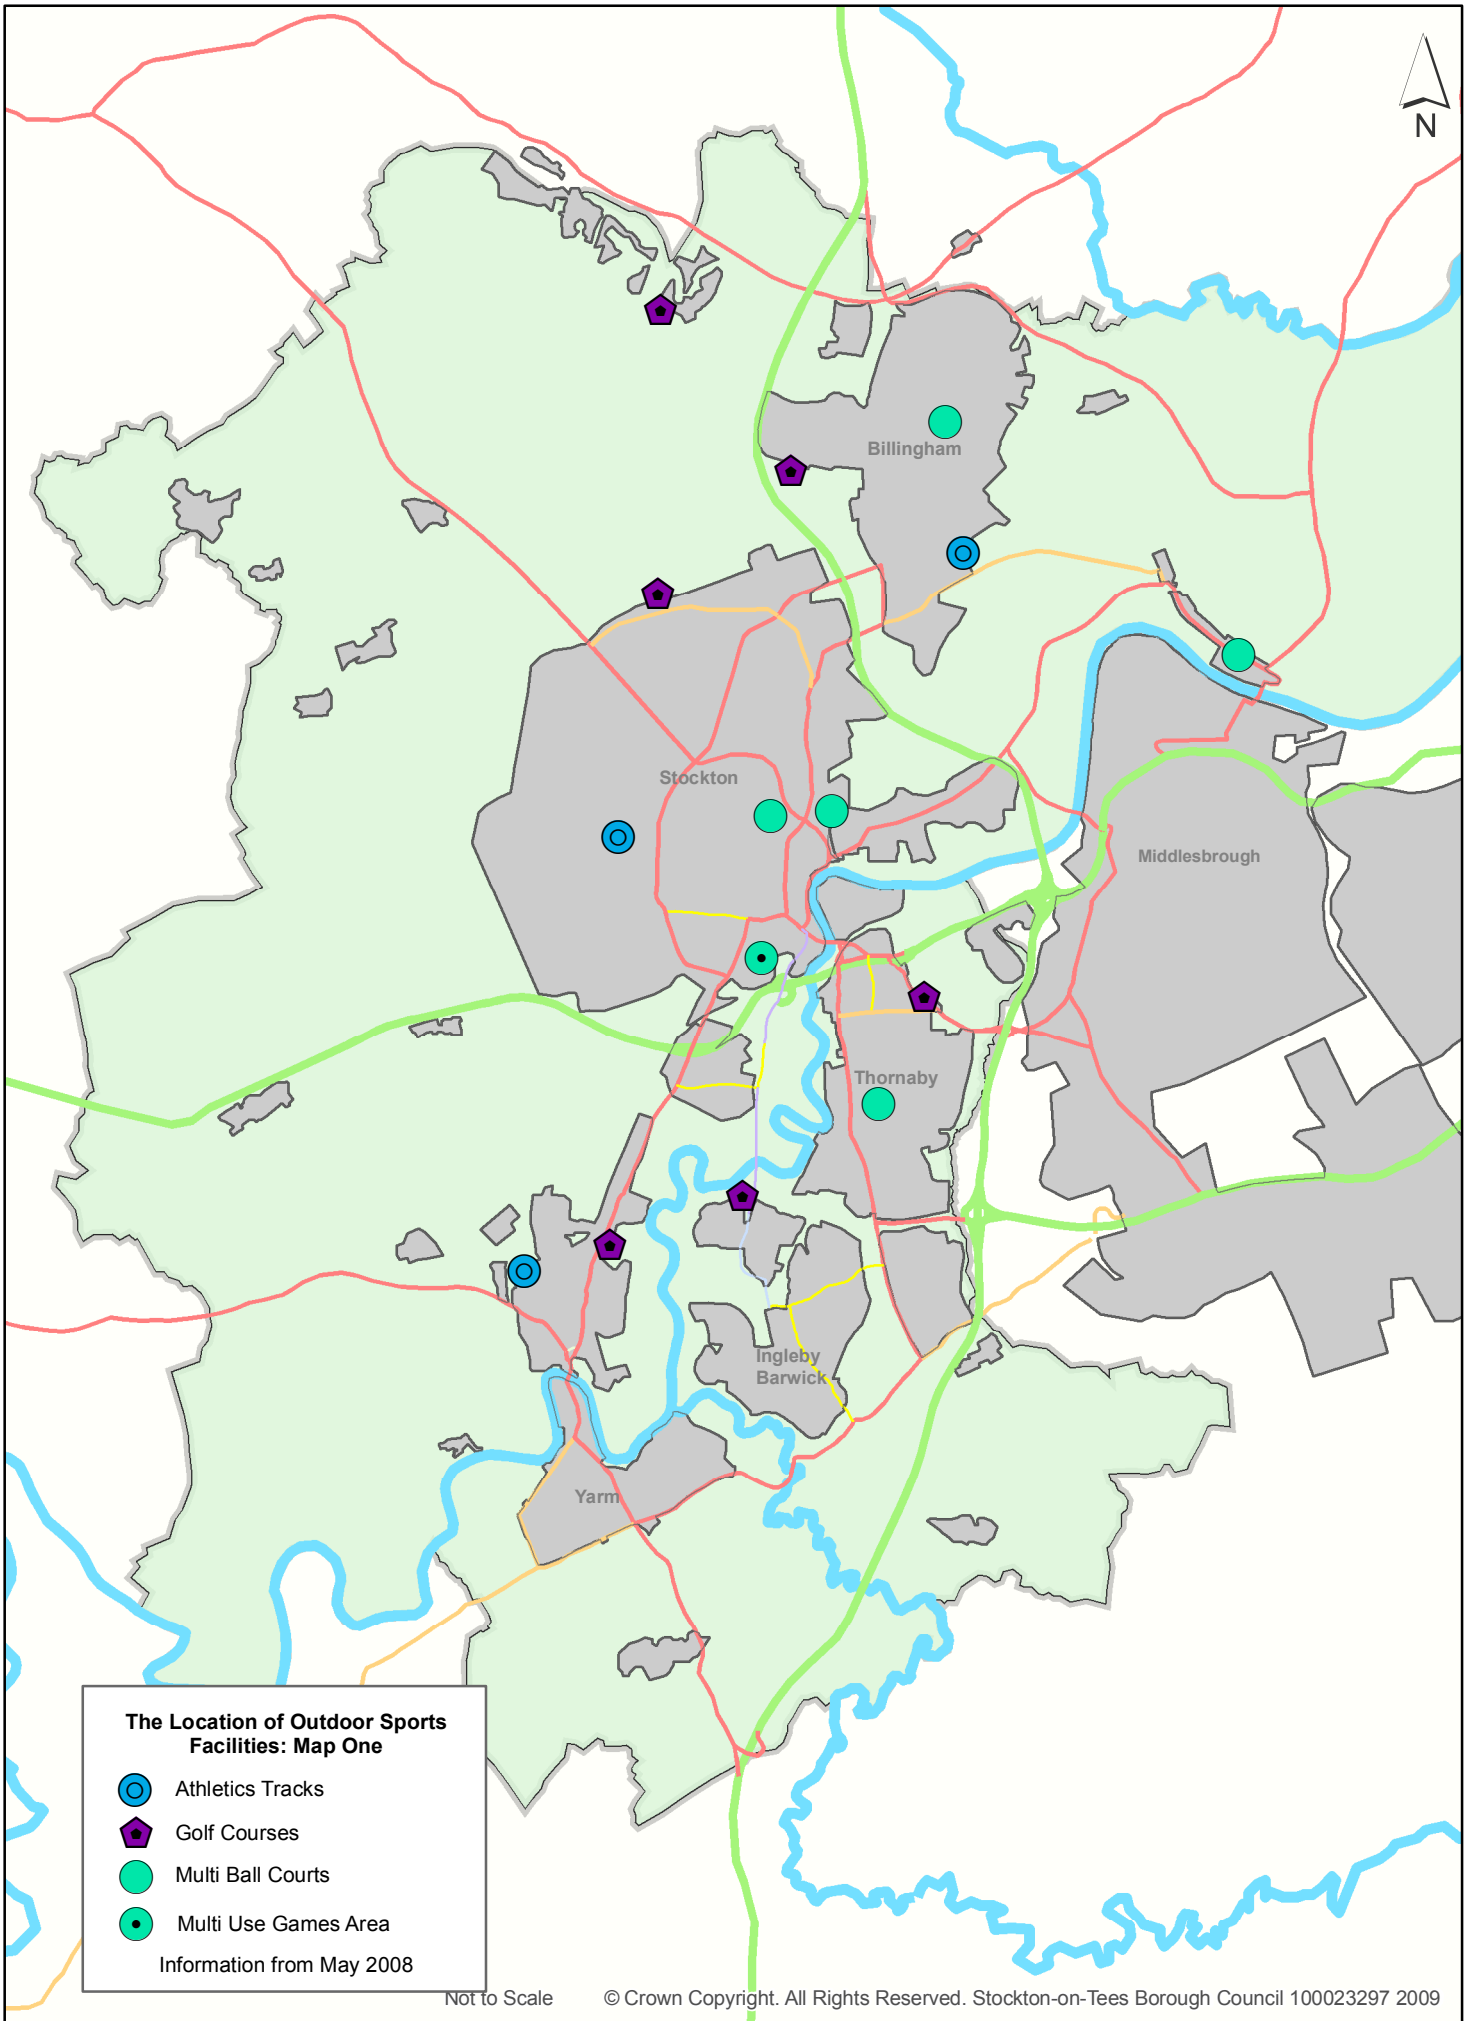 N
Billingham
Stockton
Middlesbrough
Thornaby
Ingleby
Barwick
Yarm
The Location of Outdoor Sports
Facilities: Map One
Athletics Tracks
Golf Courses
Multi Ball Courts
Multi Use Games Area
Information from May 2008
Not to Scale
© Crown Copyright. All Rights Reserved. Stockton-on-Tees Borough Council 100023297 2009